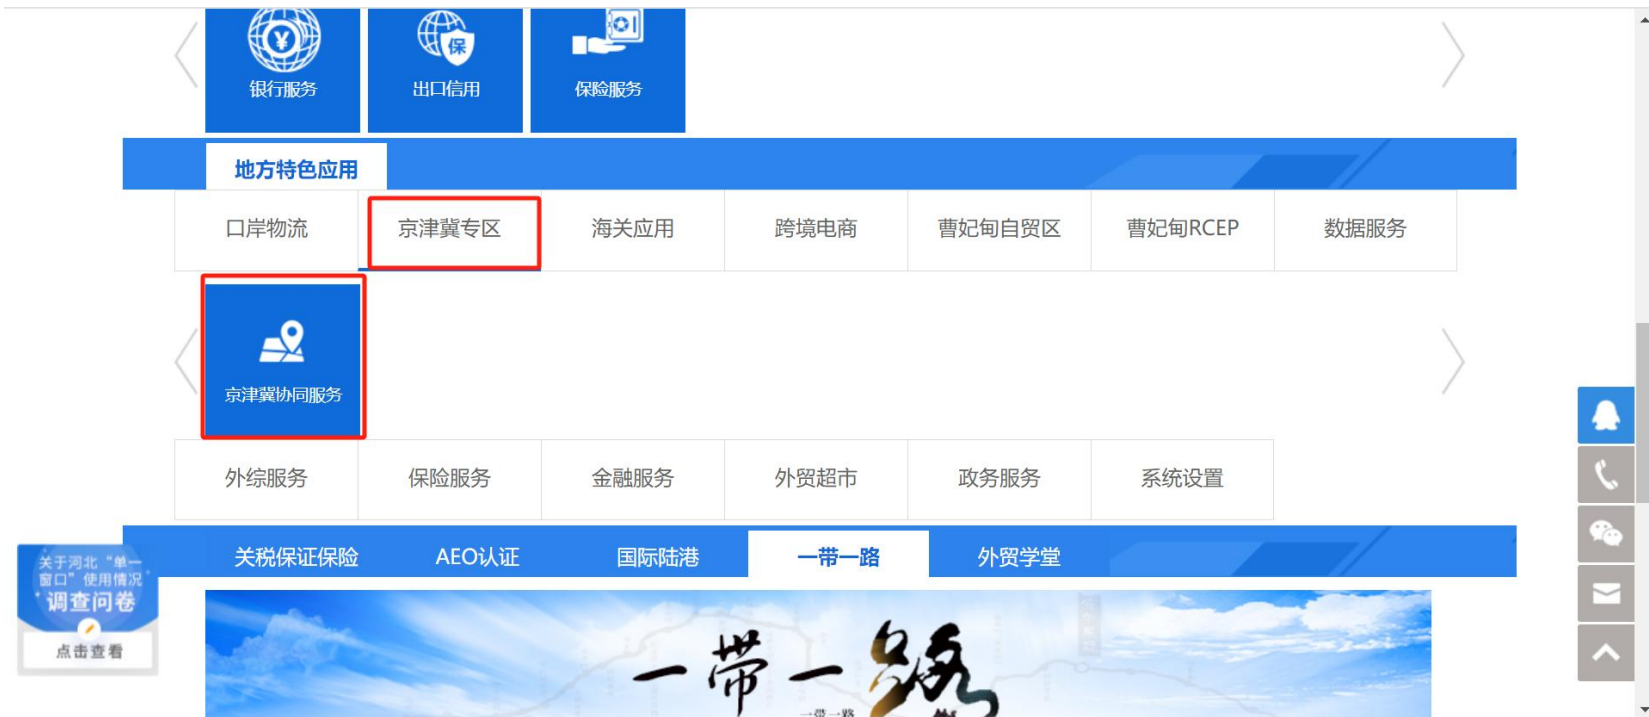 银行服务
保
出口信用
保险服务
地方特色应用
口岸物流
京津冀专区
海关应用
跨境电商
曹妃甸自贸区
曹妃甸RCEP
数据服务
京津冀协同服务
外综服务
保险服务
金融服务
外贸超市
政务服务
系统设置
关税保证保险
AEO认证
国际陆港
一带一路
外贸学堂
关于河北“单一
窗口”使用情况
调查问卷
点击查看
一带一路
一带一路